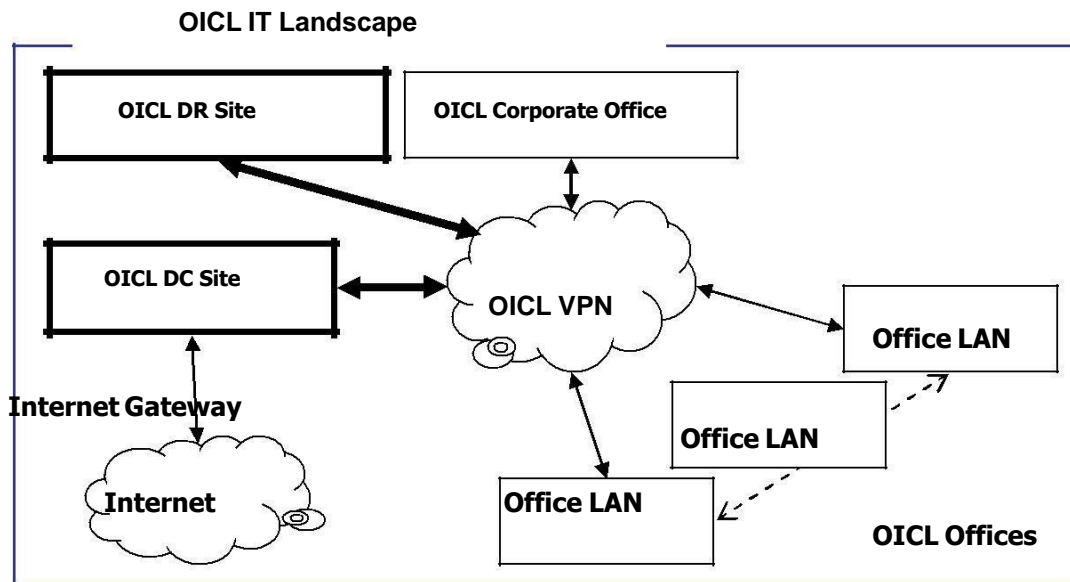 OICL IT Landscape
OICL DR Site
OICL Corporate Office
OICL DC Site
OICL VPN
Office LAN
Internet Gateway
Office LAN
Internet
Office LAN
OICL Offices